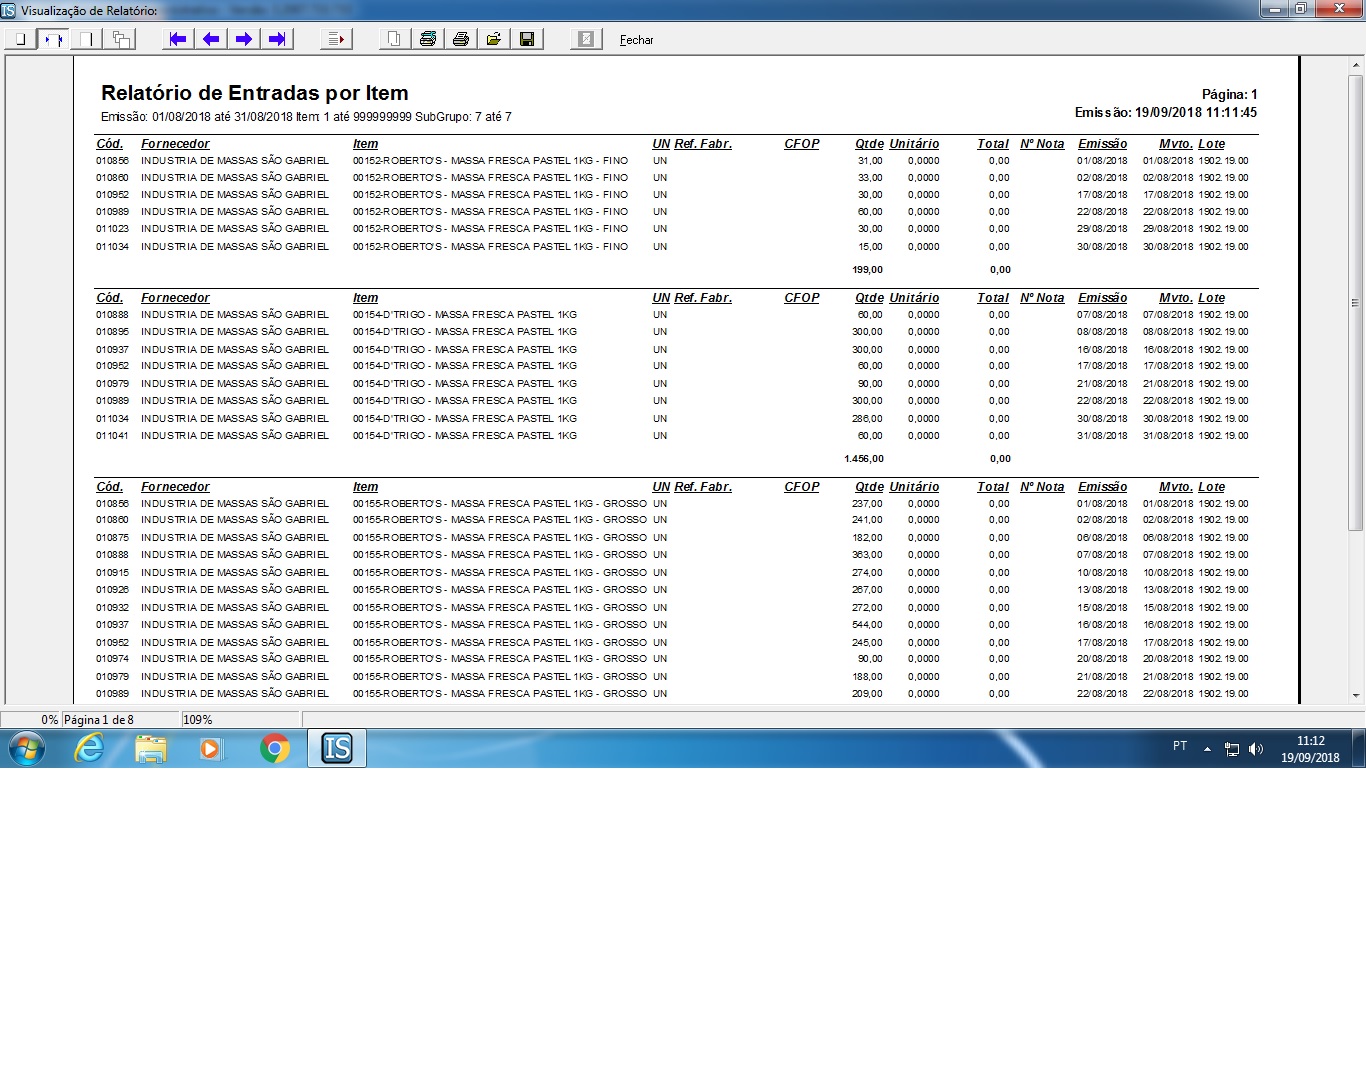 Visualização de Relatório:
Fechar
Relatório de Entradas por Item
Página: 1
Emissão: 01/08/2018 até 31/08/2018 Item: 1 até 999999999 SubGrupo: 7 até 7
Emissão: 19/09/2018 11:11:45
Cód. Fornecedor Item UN Ref. Fabr. CFOP Qtde Unitário Total Nº Nota Emissão Mvto. Lote
010856 INDUSTRIA DE MASSAS SÃO GABRIEL 00152-ROBERTO'S - MASSA FRESCA PASTEL 1KG - FINO UN 31,00 0,0000 0,00 01/08/2018 01/08/2018 1902.19.00
010860 INDUSTRIA DE MASSAS SÃO GABRIEL 00152-ROBERTO'S - MASSA FRESCA PASTEL 1KG - FINO UN 33,00 0,0000 0,00 02/08/2018 02/08/2018 1902.19.00
010952 INDUSTRIA DE MASSAS SÃO GABRIEL 00152-ROBERTO'S - MASSA FRESCA PASTEL 1KG - FINO UN 30,00 0,0000 0,00 17/08/2018 17/08/2018 1902.19.00
010989 INDUSTRIA DE MASSAS SÃO GABRIEL 00152-ROBERTO'S - MASSA FRESCA PASTEL 1KG - FINO UN 60,00 0,0000 0,00 22/08/2018 22/08/2018 1902.19.00
011023 INDUSTRIA DE MASSAS SÃO GABRIEL 00152-ROBERTO'S - MASSA FRESCA PASTEL 1KG - FINO UN 30,00 0,0000 0,00 29/08/2018 29/08/2018 1902.19.00
011034 INDUSTRIA DE MASSAS SÃO GABRIEL 00152-ROBERTO'S - MASSA FRESCA PASTEL 1KG - FINO UN 15,00 0,0000 0,00 30/08/2018 30/08/2018 1902.19.00
199,00 0,00
Cód. Fornecedor Item UN Ref. Fabr. CFOP Qtde Unitário Total Nº Nota Emissão Mvto. Lote
010888 INDUSTRIA DE MASSAS SÃO GABRIEL 00154-D'TRIGO - MASSA FRESCA PASTEL 1KG UN 60,00 0,0000 0,00 07/08/2018 07/08/2018 1902.19.00
010895 INDUSTRIA DE MASSAS SÃO GABRIEL 00154-D'TRIGO - MASSA FRESCA PASTEL 1KG UN 300,00 0,0000 0,00 08/08/2018 08/08/2018 1902.19.00
010937 INDUSTRIA DE MASSAS SÃO GABRIEL 00154-D'TRIGO - MASSA FRESCA PASTEL 1KG UN 300,00 0,0000 0,00 16/08/2018 16/08/2018 1902.19.00
010952 INDUSTRIA DE MASSAS SÃO GABRIEL 00154-D'TRIGO - MASSA FRESCA PASTEL 1KG UN 60,00 0,0000 0,00 17/08/2018 17/08/2018 1902.19.00
010979 INDUSTRIA DE MASSAS SÃO GABRIEL 00154-D'TRIGO - MASSA FRESCA PASTEL 1KG UN 90,00 0,0000 0,00 21/08/2018 21/08/2018 1902.19.00
010989 INDUSTRIA DE MASSAS SÃO GABRIEL 00154-D'TRIGO - MASSA FRESCA PASTEL 1KG UN 300,00 0,0000 0,00 22/08/2018 22/08/2018 1902.19.00
011034 INDUSTRIA DE MASSAS SÃO GABRIEL 00154-D'TRIGO - MASSA FRESCA PASTEL 1KG UN 286,00 0,0000 0,00 30/08/2018 30/08/2018 1902.19.00
011041 INDUSTRIA DE MASSAS SÃO GABRIEL 00154-D'TRIGO - MASSA FRESCA PASTEL 1KG UN 60,00 0,0000 0,00 31/08/2018 31/08/2018 1902.19.00
1.456,00 0,00
Cód. Fornecedor Item UN Ref. Fabr. CFOP Qtde Unitário Total Nº Nota Emissão Mvto. Lote
010856 INDUSTRIA DE MASSAS SÃO GABRIEL 00155-ROBERTO'S - MASSA FRESCA PASTEL 1KG - GROSSO UN 237,00 0,0000 0,00 01/08/2018 01/08/2018 1902.19.00
010860 INDUSTRIA DE MASSAS SÃO GABRIEL 00155-ROBERTO'S - MASSA FRESCA PASTEL 1KG - GROSSO UN 241,00 0,0000 0,00 02/08/2018 02/08/2018 1902.19.00
010875 INDUSTRIA DE MASSAS SÃO GABRIEL 00155-ROBERTO'S - MASSA FRESCA PASTEL 1KG - GROSSO UN 182,00 0,0000 0,00 06/08/2018 06/08/2018 1902.19.00
010888 INDUSTRIA DE MASSAS SÃO GABRIEL 00155-ROBERTO'S - MASSA FRESCA PASTEL 1KG - GROSSO UN 363,00 0,0000 0,00 07/08/2018 07/08/2018 1902.19.00
010915 INDUSTRIA DE MASSAS SÃO GABRIEL 00155-ROBERTO'S - MASSA FRESCA PASTEL 1KG - GROSSO UN 274,00 0,0000 0,00 10/08/2018 10/08/2018 1902.19.00
010926 INDUSTRIA DE MASSAS SÃO GABRIEL 00155-ROBERTO'S - MASSA FRESCA PASTEL 1KG - GROSSO UN 267,00 0,0000 0,00 13/08/2018 13/08/2018 1902.19.00
010932 INDUSTRIA DE MASSAS SÃO GABRIEL 00155-ROBERTO'S - MASSA FRESCA PASTEL 1KG - GROSSO UN 272,00 0,0000 0,00 15/08/2018 15/08/2018 1902.19.00
010937 INDUSTRIA DE MASSAS SÃO GABRIEL 00155-ROBERTO'S - MASSA FRESCA PASTEL 1KG - GROSSO UN 544,00 0,0000 0,00 16/08/2018 16/08/2018 1902.19.00
010952 INDUSTRIA DE MASSAS SÃO GABRIEL 00155-ROBERTO'S - MASSA FRESCA PASTEL 1KG - GROSSO UN 245,00 0,0000 0,00 17/08/2018 17/08/2018 1902.19.00
010974 INDUSTRIA DE MASSAS SÃO GABRIEL 00155-ROBERTO'S - MASSA FRESCA PASTEL 1KG - GROSSO UN 90,00 0,0000 0,00 20/08/2018 20/08/2018 1902.19.00
010979 INDUSTRIA DE MASSAS SÃO GABRIEL 00155-ROBERTO'S - MASSA FRESCA PASTEL 1KG - GROSSO UN 188,00 0,0000 0,00 21/08/2018 21/08/2018 1902.19.00
010989 INDUSTRIA DE MASSAS SÃO GABRIEL 00155-ROBERTO'S - MASSA FRESCA PASTEL 1KG - GROSSO UN 209,00 0,0000 0,00 22/08/2018 22/08/2018 1902.19.00
0% Página 1 de 8 109%
IS PT 11:12
19/09/2018